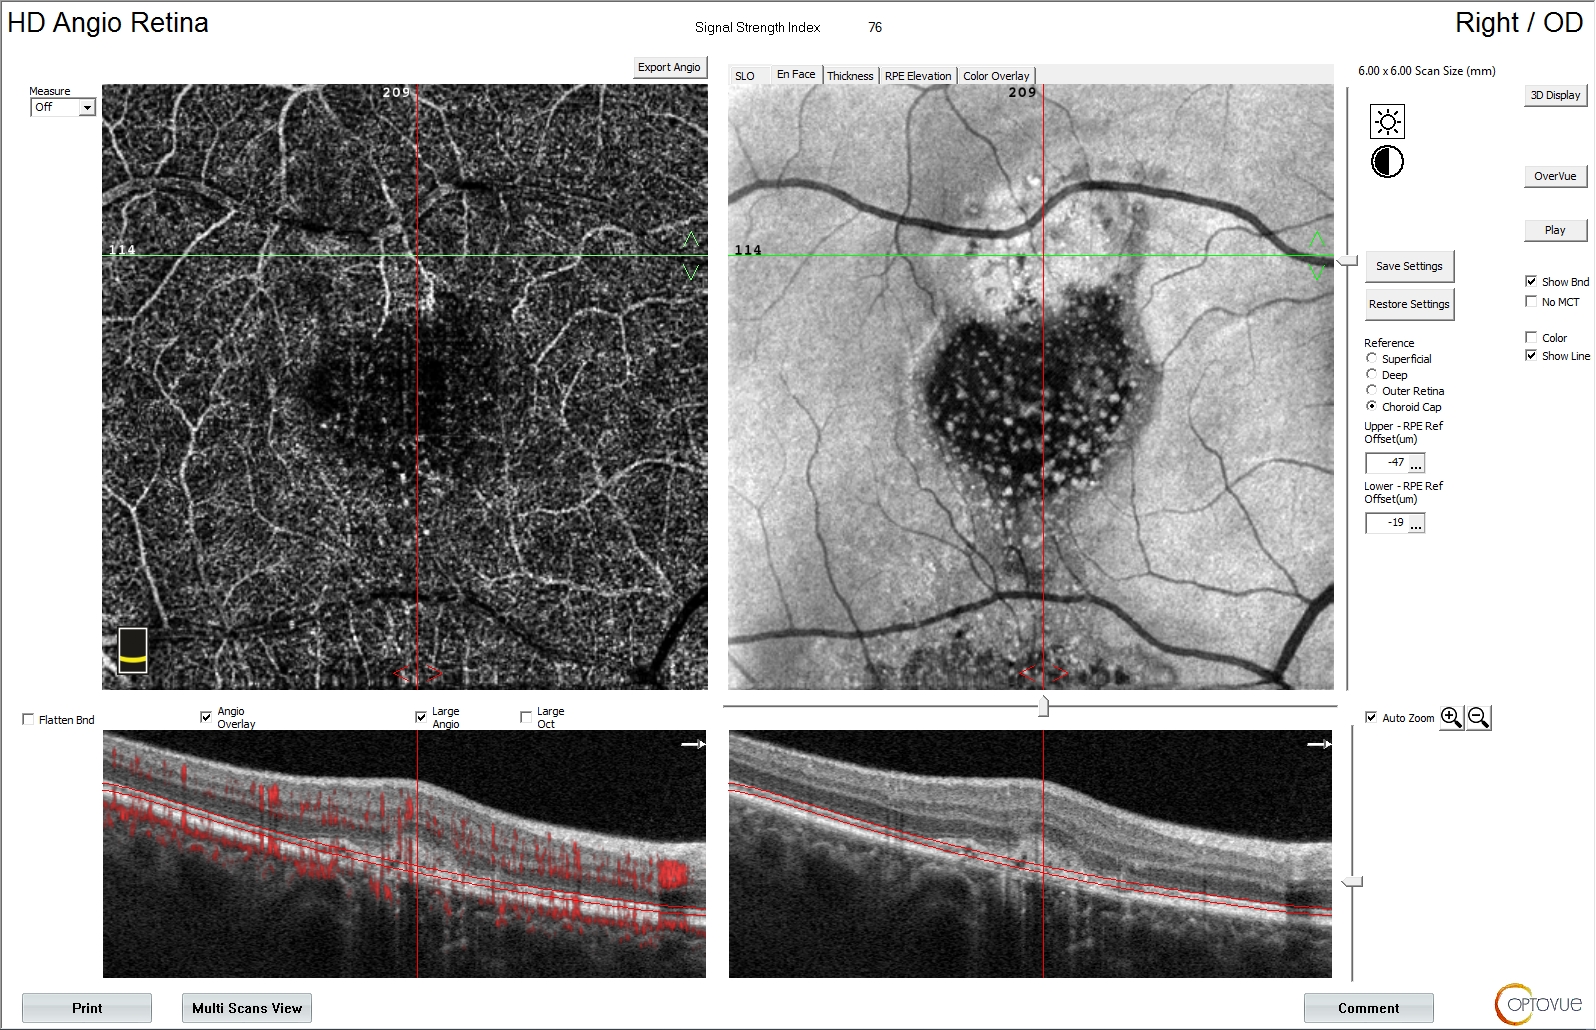 HD Angio Retina
Signal Strength Index 76
Right / OD
Export Angio
SLO En Face Thickness RPE Elevation Color Overlay
6.00 x 6.00 Scan Size (mm)
Measure
Off
209
209
3D Display
OverVue
Play
114
114
Save Settings
Show Bnd
Restore Settings
No MCT
Color
Reference
Show Line
Superficial
Deep
Outer Retina
Choroid Cap
Upper - RPE Ref
Offset(um)
-47 ...
Lower - RPE Ref
Offset(um)
-19 ...
Flatten Bnd
Angio
Overlay
Large
Angio
Large
Oct
Auto Zoom
Print
Multi Scans View
Comment
OPTOVUE